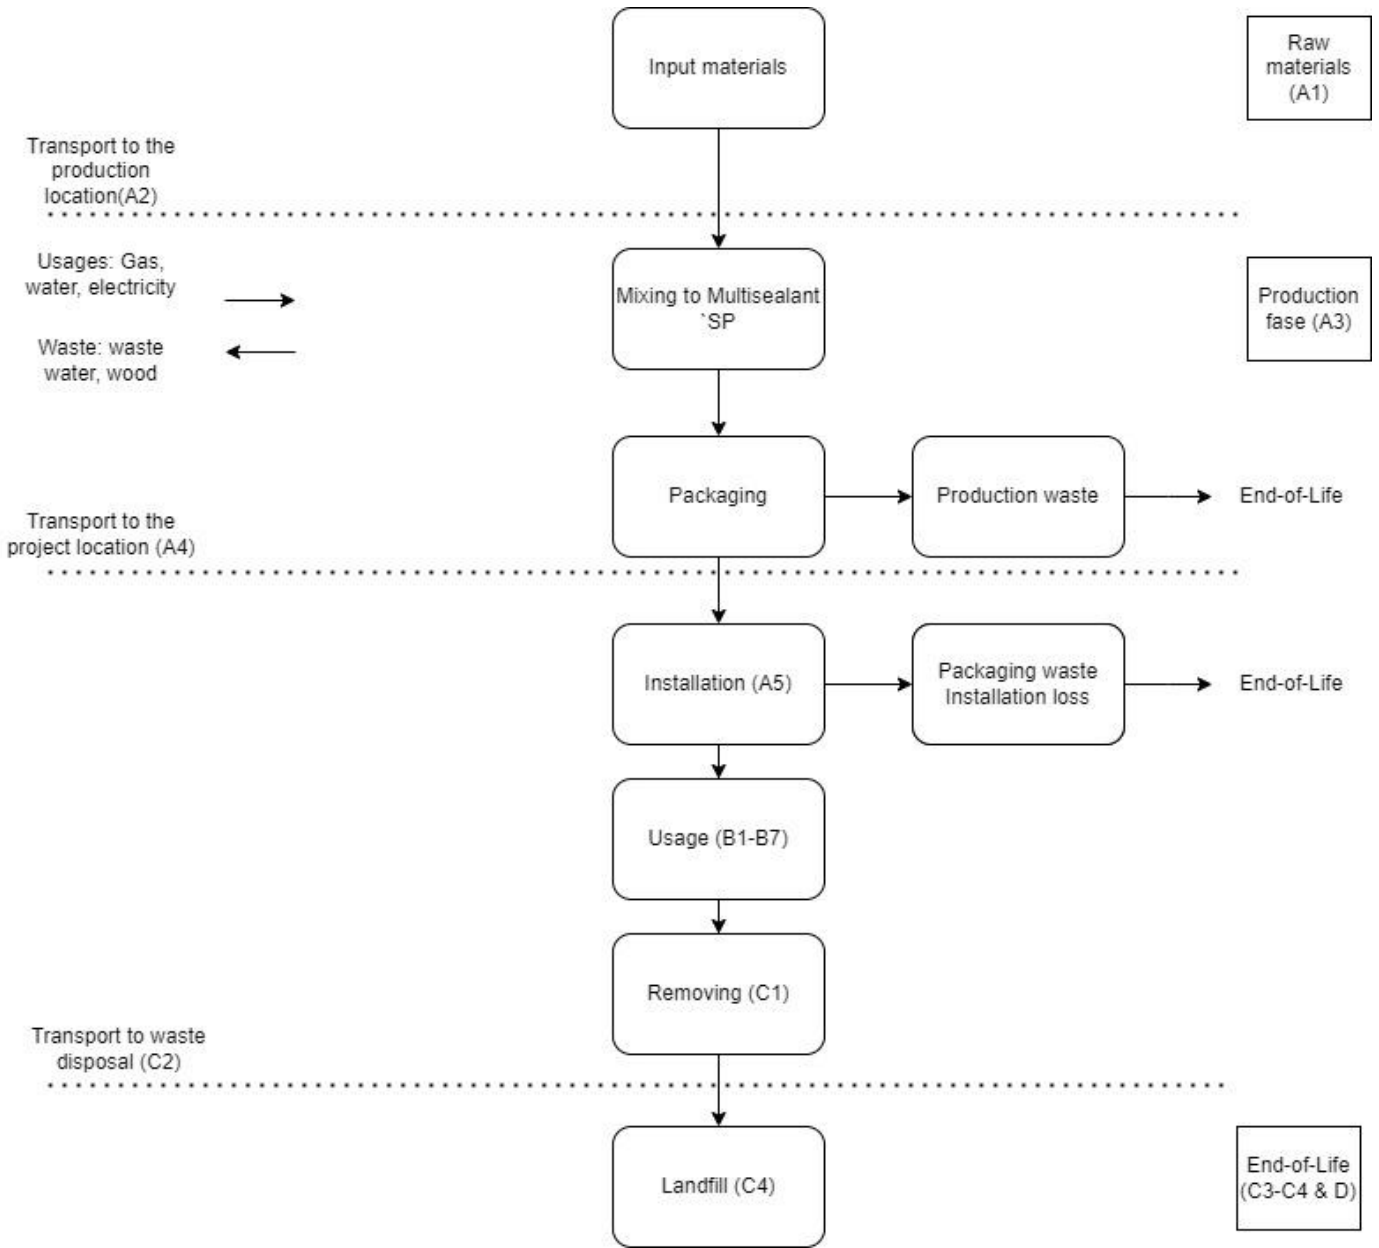 Input materials
Raw
materials
(A1)
Transport to the
production
location(A2)
Usages: Gas,
water, electricity
Waste: waste
water, wood
Mixing to Multisealant
`SP
Production
fase (A3)
Packaging
Production waste
End-of-Life
Transport to the
project location (A4)
Installation (A5)
Packaging waste
Installation loss
End-of-Life
Usage (B1-B7)
Removing (C1)
Transport to waste
disposal (C2)
Landfill (C4)
End-of-Life
(C3-C4 & D)